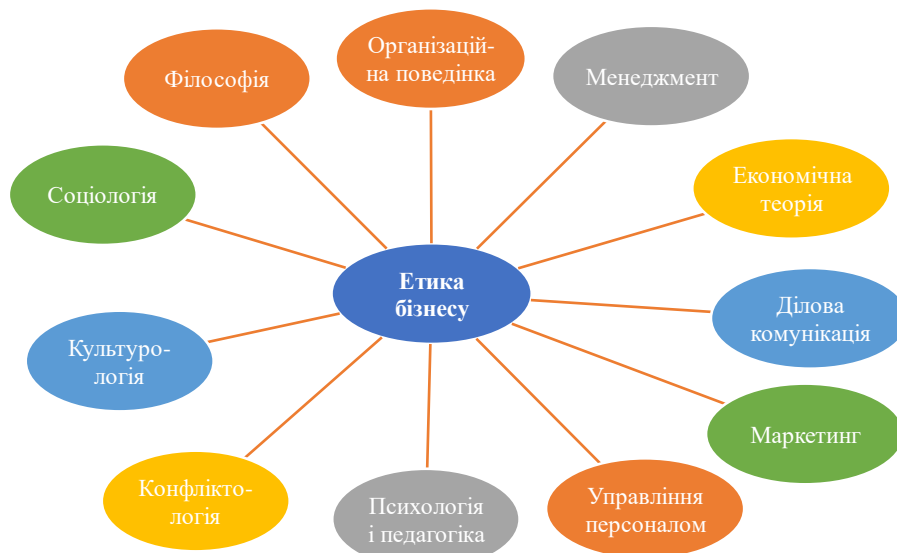 Організацій-
на поведінка
Філософія
Менеджмент
Соціологія
Економічна
теорія
Етика
бізнесу
Ділова
комунікація
Культуро-
логія
Маркетинг
Конфлікто-
логія
Психологія
і педагогіка
Управління
персоналом